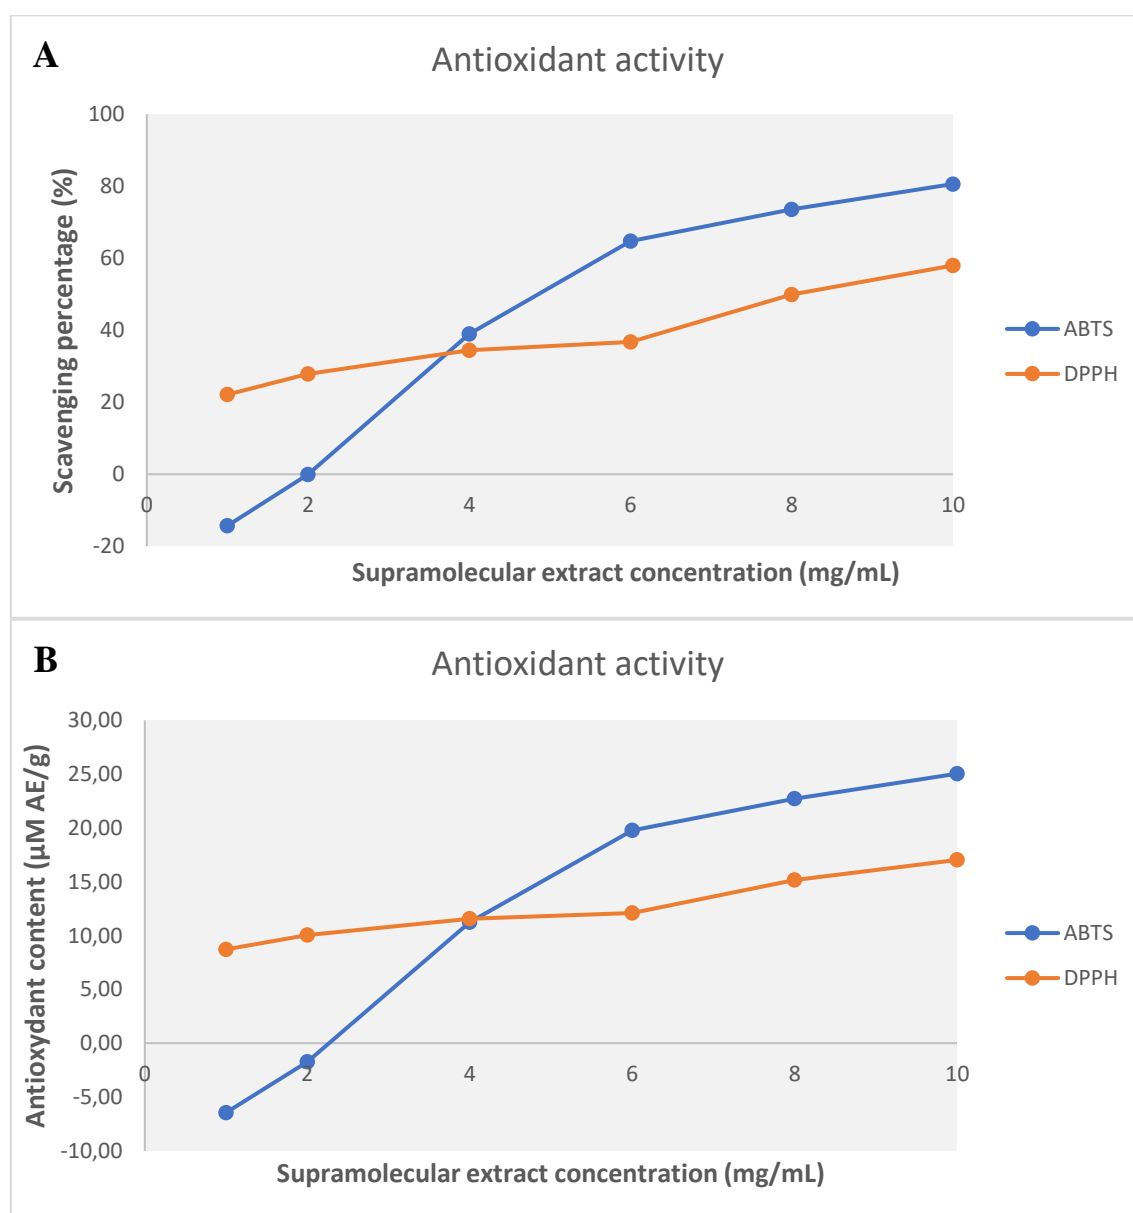 A
Antioxidant activity
Scavenging percentage (%)
100
80
60
40
20
0
-20
0 2 4 6 8 10
Supramolecular extract concentration (mg/mL)
ABTS
DPPH
B
Antioxidant activity
Antioxydant content (µM AE/g)
30,00
25,00
20,00
15,00
10,00
5,00
0,00
-5,00
-10,00
0 2 4 6 8 10
Supramolecular extract concentration (mg/mL)
ABTS
DPPH